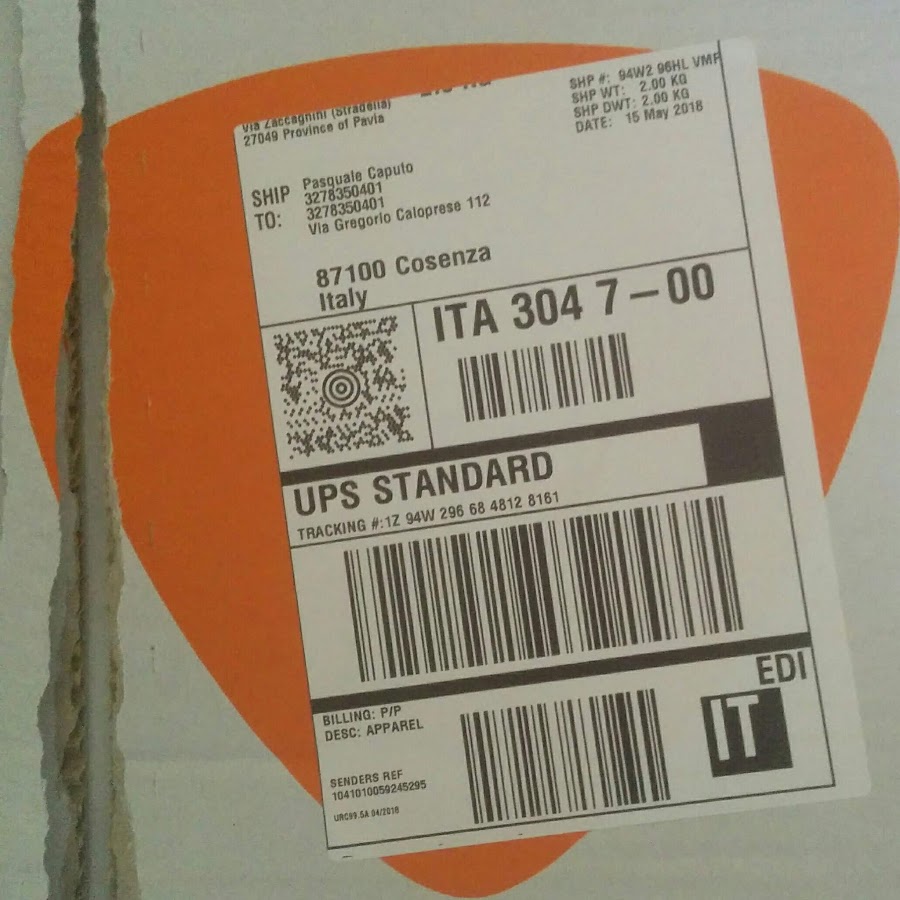 Via Zaccagnini (Stradella)
27049 Province of Pavia
SHP #: 94W2 96HL VMP
SHP WT: 2.00 KG
SHP DWT: 2.00 KG
DATE: 15 May 2018
SHIP TO:
Pasquale Caputo
3278350401
3278350401
Via Gregorio Caloprese 112
87100 Cosenza
Italy
ITA 304 7-00
UPS STANDARD
TRACKING #:1Z 94W 296 68 4812 8161
BILLING: P/P
DESC: APPAREL
EDI
IT
SENDERS REF
1041010059245295
URC99.5A 04/2018